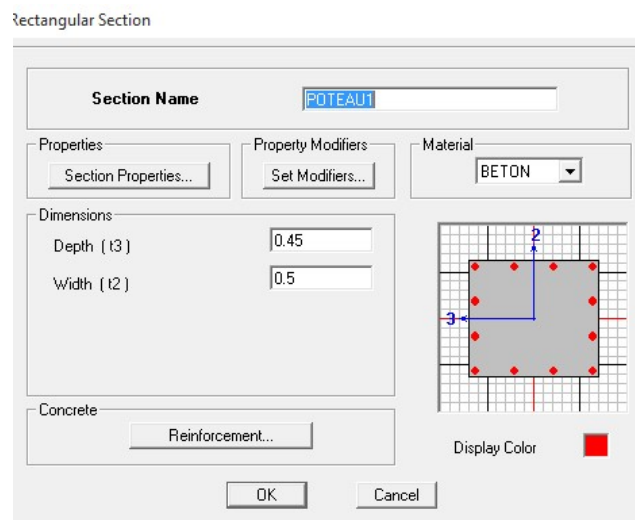 Rectangular Section
Section Name POTEAU1
Properties Property Modifiers Material
Section Properties... Set Modifiers... BETON
Dimensions
Depth ( t3 ) 0.45
Width ( t2 ) 0.5
2
3
Concrete
Reinforcement...
Display Color
OK Cancel